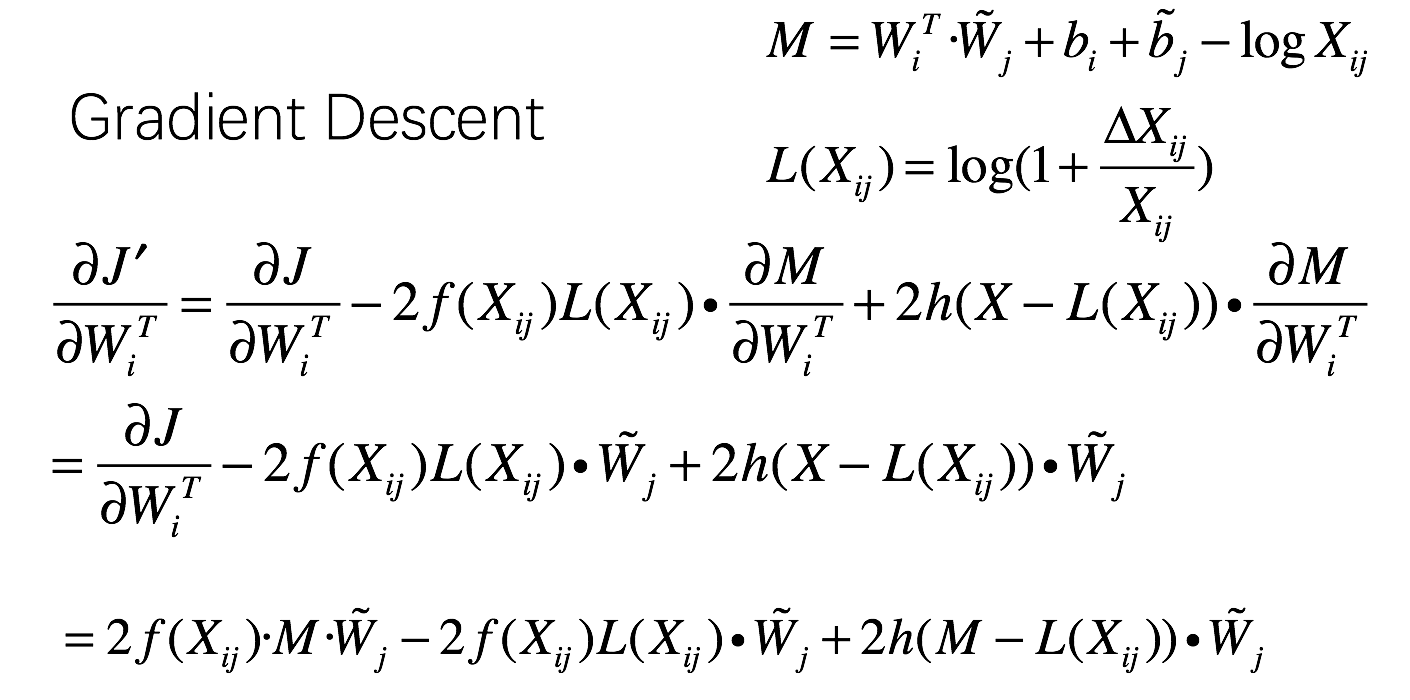 M = W_i^T · W̃_j + b_i + b̃_j − log X_ij
Gradient Descent
L(X_ij) = log(1 + ΔX_ij / X_ij)
∂J′/∂W_i^T = ∂J/∂W_i^T − 2f(X_ij)L(X_ij) • ∂M/∂W_i^T + 2h(X − L(X_ij)) • ∂M/∂W_i^T
= ∂J/∂W_i^T − 2f(X_ij)L(X_ij) • W̃_j + 2h(X − L(X_ij)) • W̃_j
= 2f(X_ij)·M·W̃_j − 2f(X_ij)L(X_ij) • W̃_j + 2h(M − L(X_ij)) • W̃_j